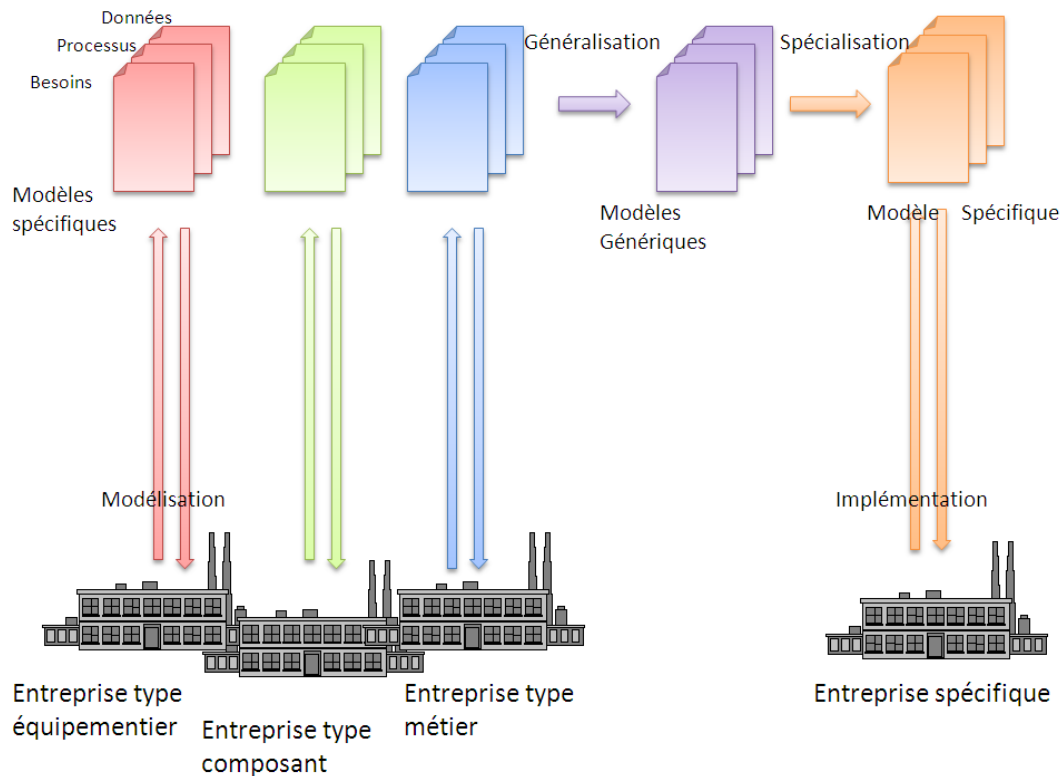 Données
Processus
Besoins
Généralisation
Spécialisation
Modèles
spécifiques
Modèles
Génériques
Modèle Spécifique
Modélisation
Implémentation
Entreprise type
équipementier
Entreprise type
composant
Entreprise type
métier
Entreprise spécifique